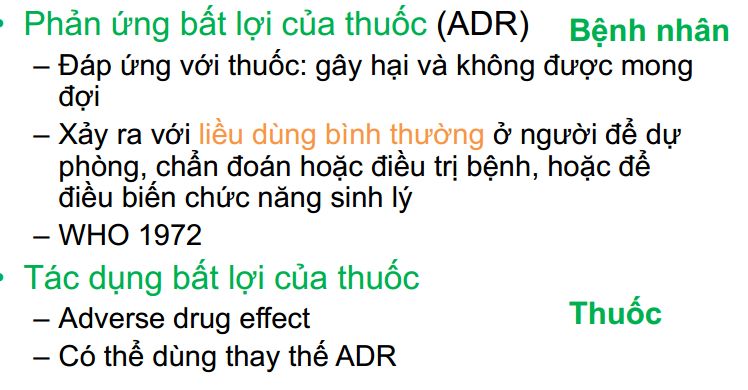 • Phản ứng bất lợi của thuốc (ADR)
Bệnh nhân
– Đáp ứng với thuốc: gây hại và không được mong
đợi
– Xảy ra với liều dùng bình thường ở người để dự
phòng, chẩn đoán hoặc điều trị bệnh, hoặc để
điều biến chức năng sinh lý
– WHO 1972
• Tác dụng bất lợi của thuốc
– Adverse drug effect
Thuốc
– Có thể dùng thay thế ADR